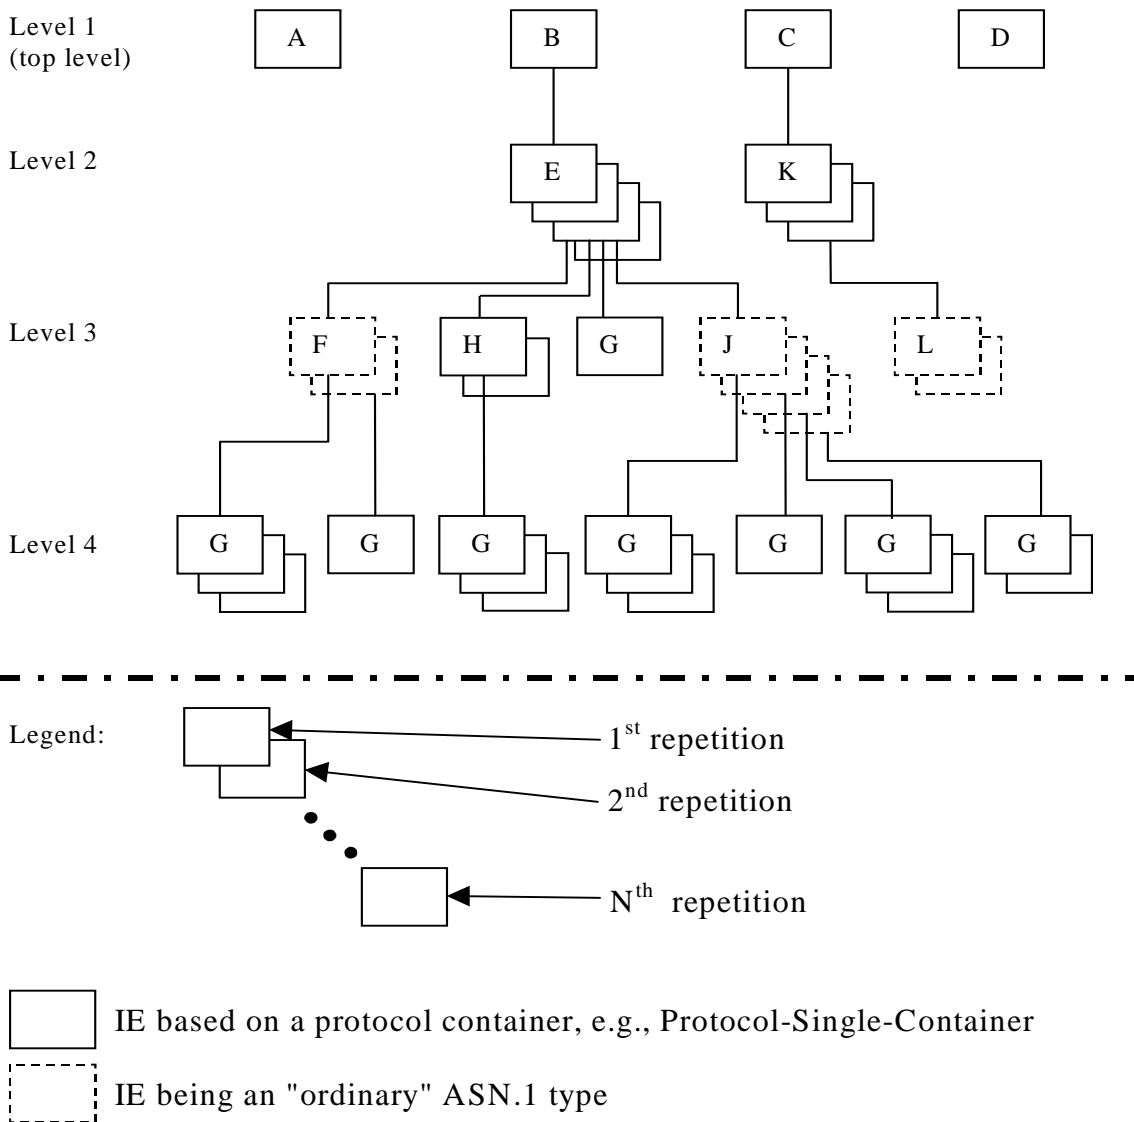 Level 1
(top level)
A
B
C
D
Level 2
E
K
Level 3
F
H
G
J
L
Level 4
G
G
G
G
G
G
G
Legend:
1st repetition
2nd repetition
Nth repetition
IE based on a protocol container, e.g., Protocol-Single-Container
IE being an "ordinary" ASN.1 type